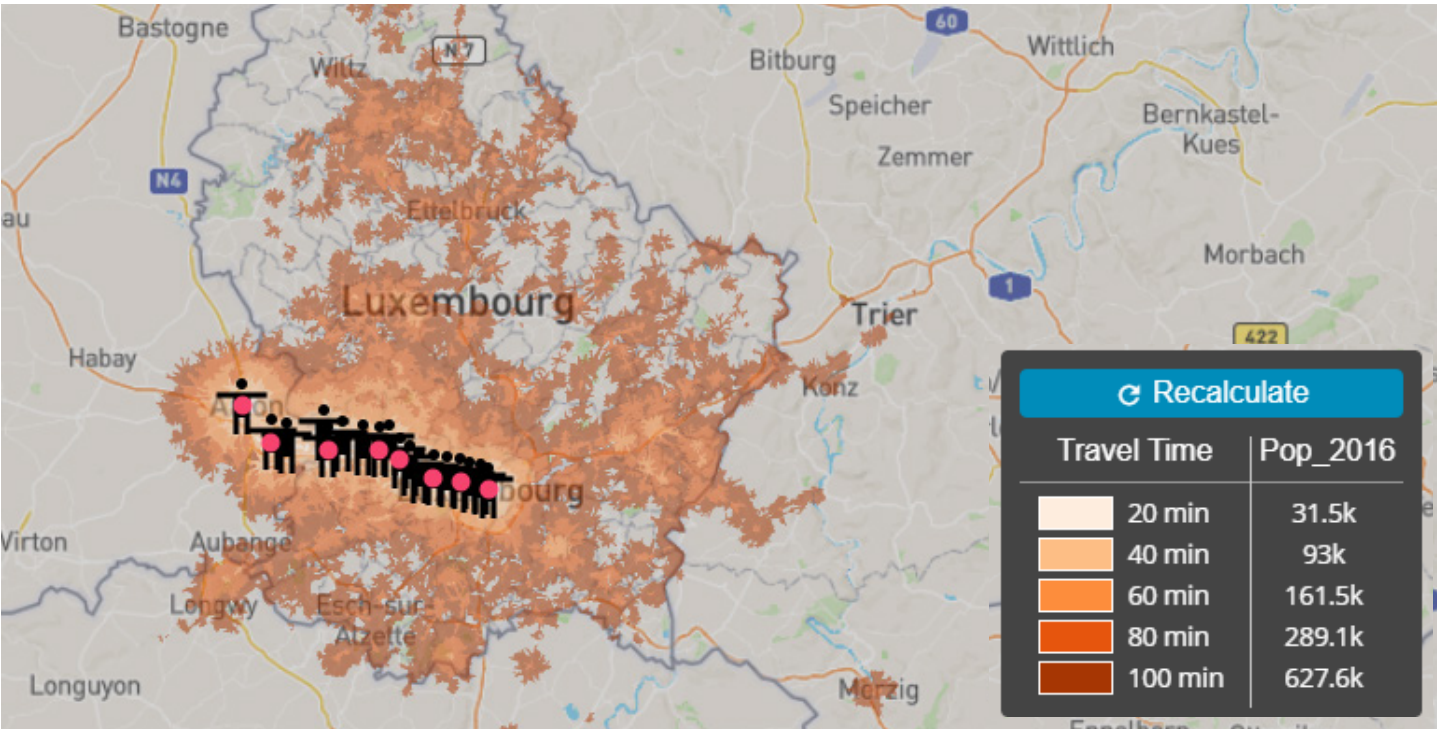 Bastogne
N 7
60
Wittlich
Wiltz
Bitburg
Speicher
Bernkastel-
Kues
Zemmer
N4
au
Ettelbruck
Morbach
1
Luxembourg
Trier
422
Habay
Konz
Recalculate
Arlon
Travel Time
Pop_2016
bourg
20 min
31.5k
Virton
Aubange
40 min
93k
60 min
161.5k
Longwy
Esch-sur-
Alzette
80 min
289.1k
100 min
627.6k
Longuyon
Merzig